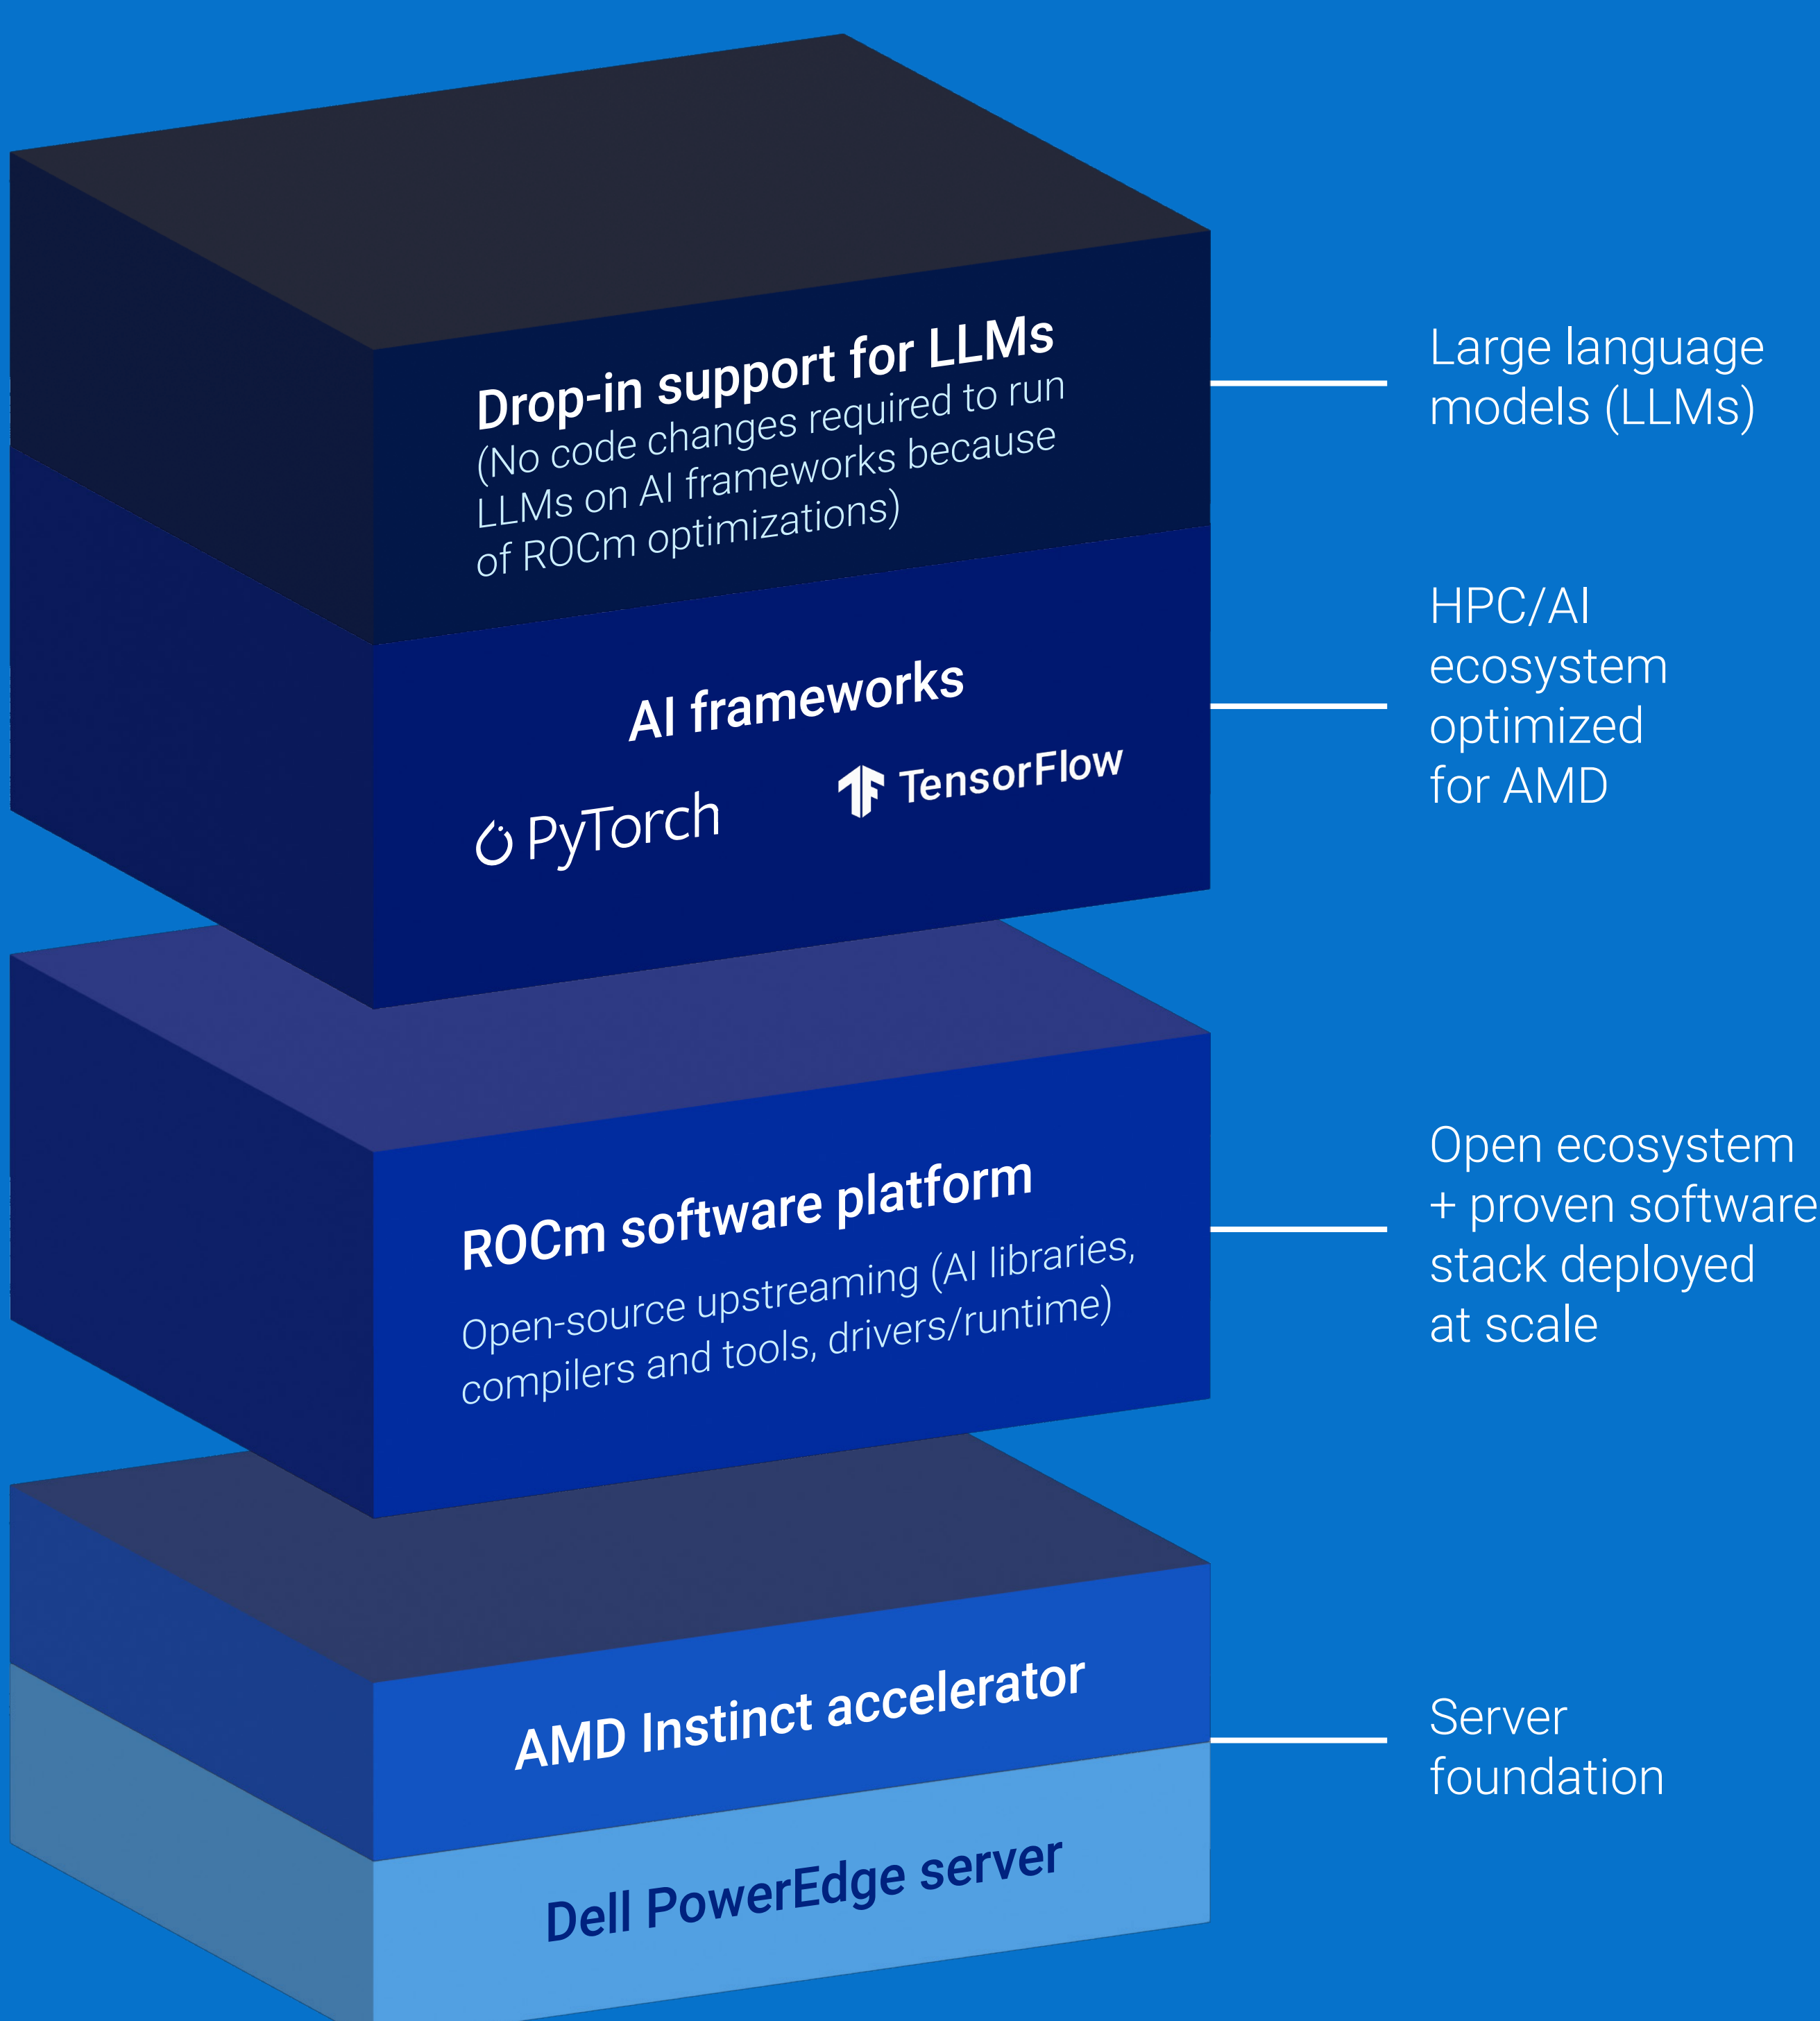 Drop-in support for LLMs
(No code changes required to run
LLMs on AI frameworks because
of ROCm optimizations)
Large language
models (LLMs)
AI frameworks
PyTorch
TensorFlow
HPC/AI
ecosystem
optimized
for AMD
ROCm software platform
Open-source upstreaming (AI libraries,
compilers and tools, drivers/runtime)
Open ecosystem
+ proven software
stack deployed
at scale
AMD Instinct accelerator
Dell PowerEdge server
Server
foundation